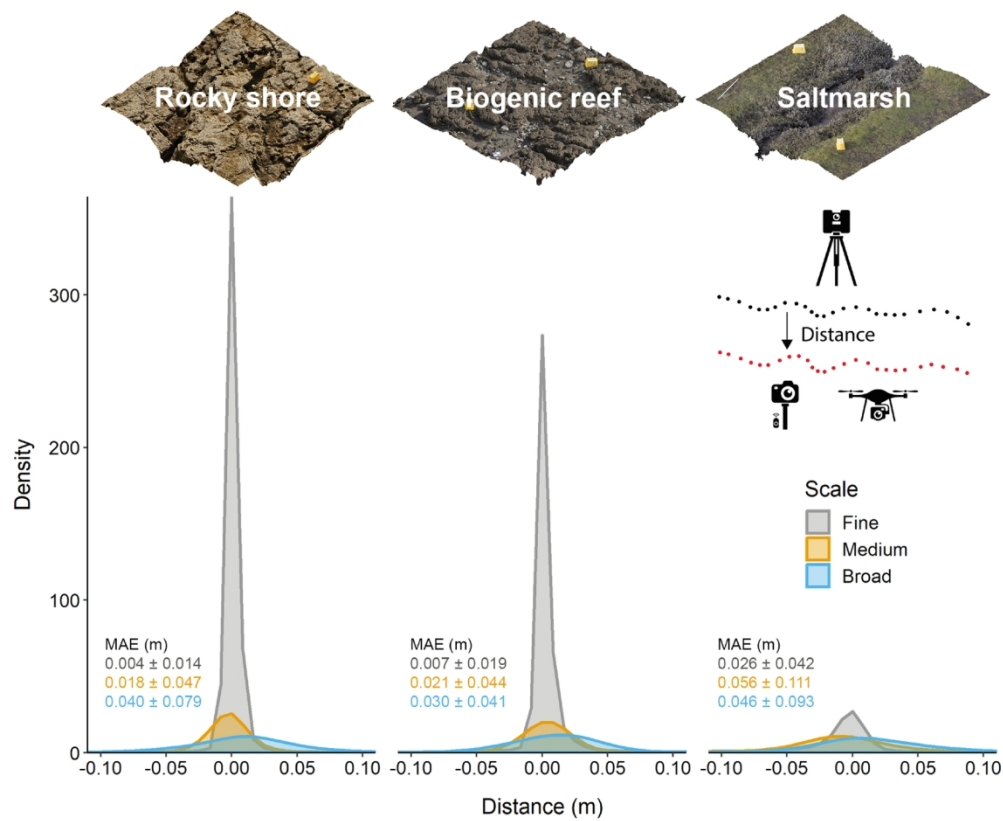 Rocky shore
Biogenic reef
Saltmarsh
Distance
Scale
Fine
Medium
Broad
Density
300
200
100
0
MAE (m)
0.004 ± 0.014
0.018 ± 0.047
0.040 ± 0.079
MAE (m)
0.007 ± 0.019
0.021 ± 0.044
0.030 ± 0.041
MAE (m)
0.026 ± 0.042
0.056 ± 0.111
0.046 ± 0.093
-0.10 -0.05 0.00 0.05 0.10
-0.10 -0.05 0.00 0.05 0.10
-0.10 -0.05 0.00 0.05 0.10
Distance (m)